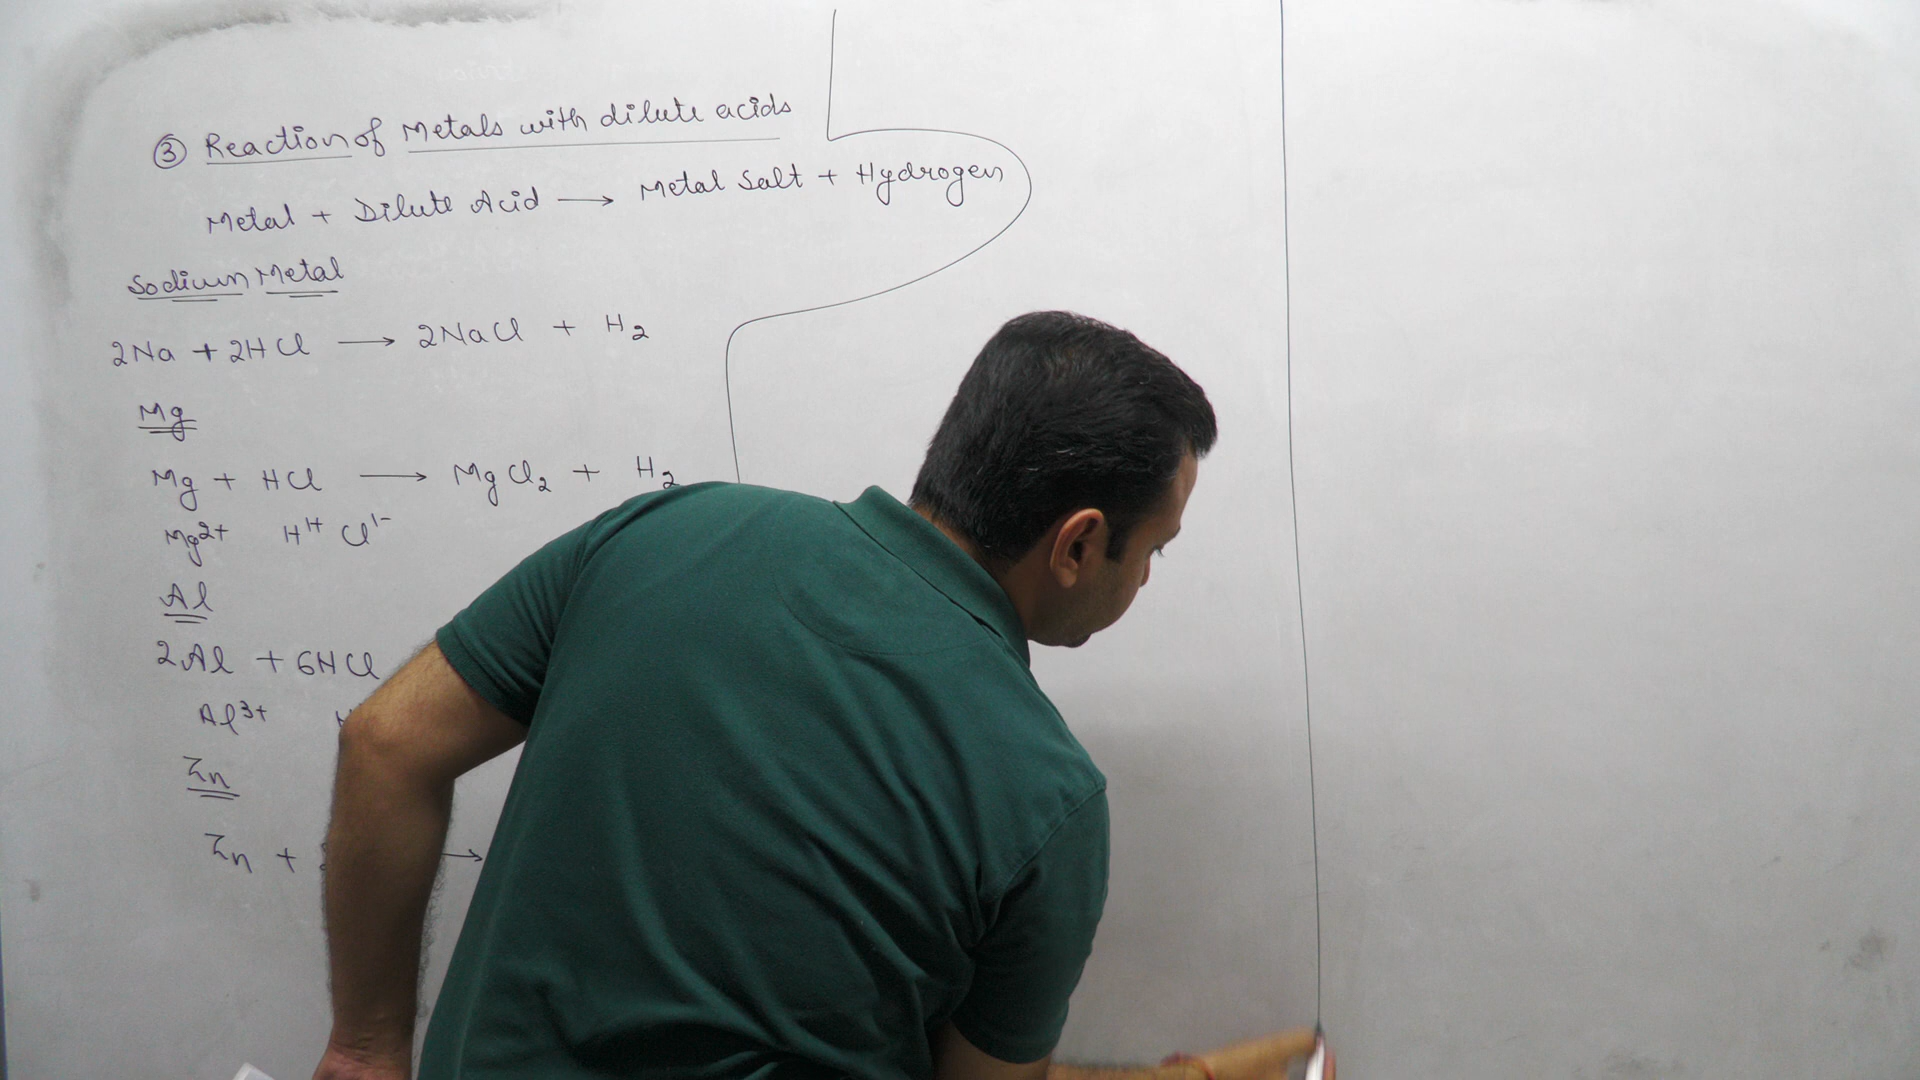 ③ Reaction of Metals with dilute acids
Metal + Dilute Acid → Metal Salt + Hydrogen
Sodium Metal
2Na + 2HCl → 2NaCl + H2
Mg
Mg + HCl → MgCl2 + H2
Mg2+ H1+ Cl1-
Al
2Al + 6HCl
Al3+ H
Zn
Zn + →